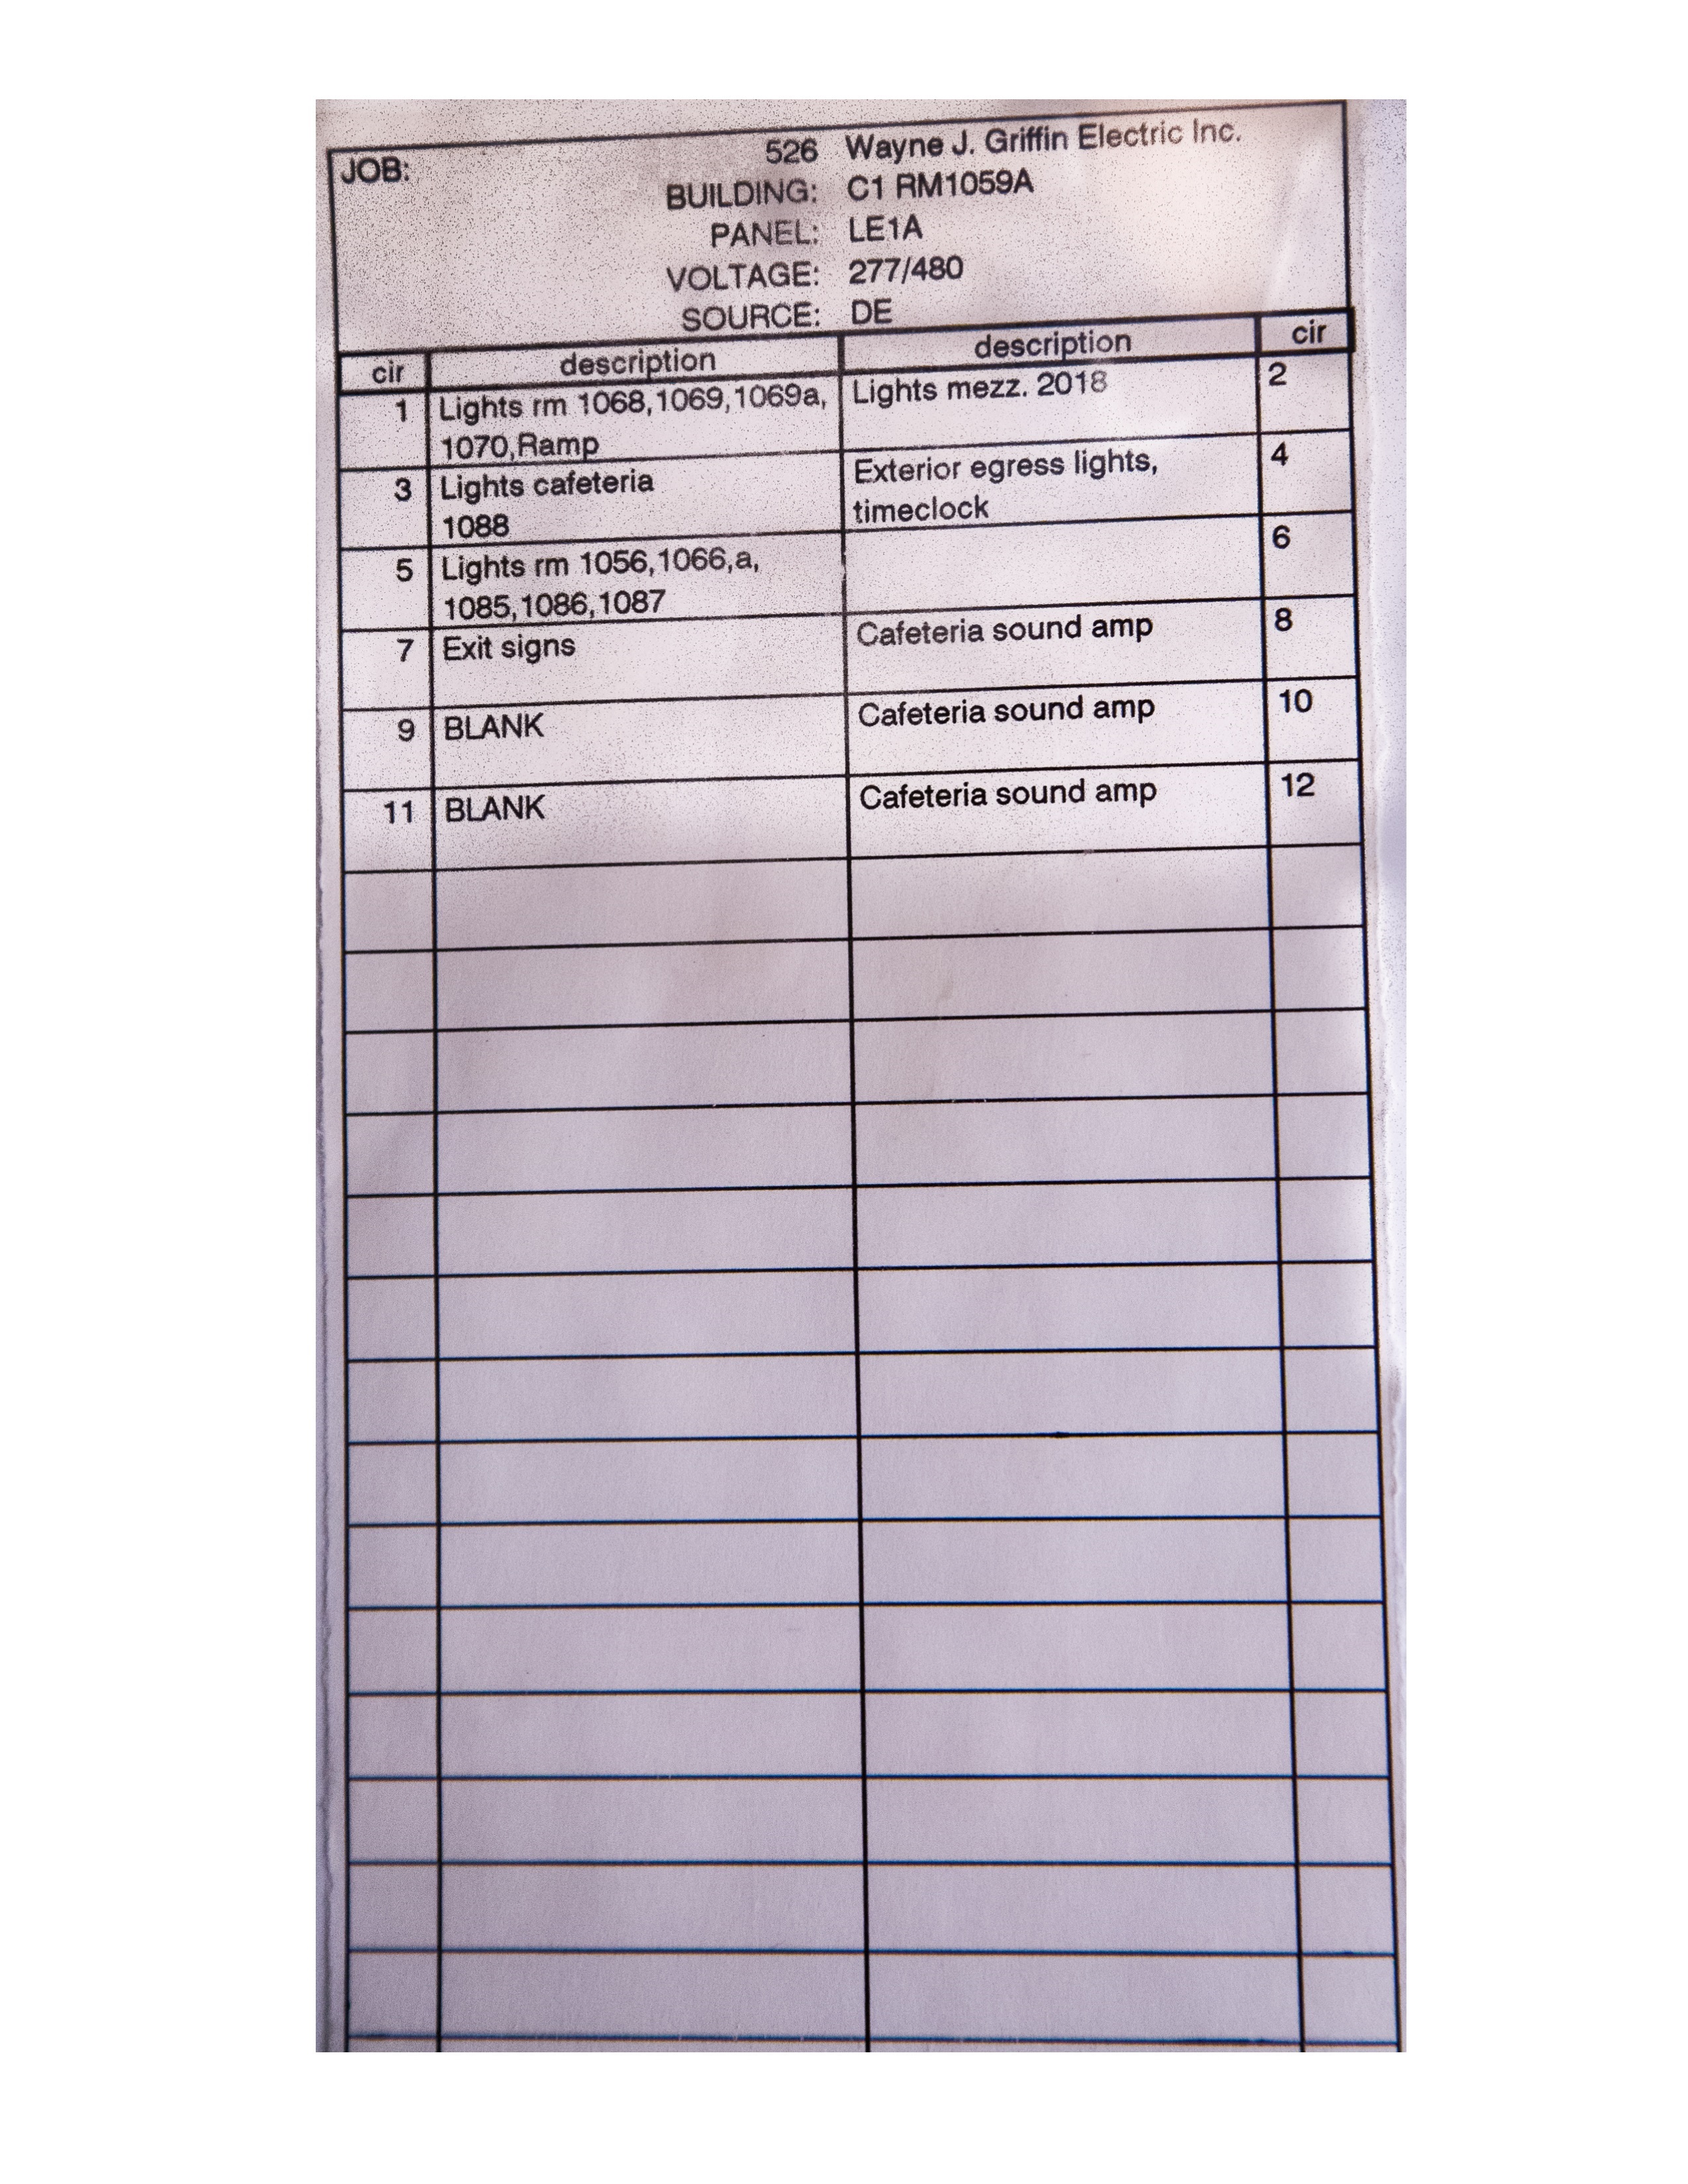 JOB: 526 Wayne J. Griffin Electric Inc.
BUILDING: C1 RM1059A
PANEL: LE1A
VOLTAGE: 277/480
SOURCE: DE
cir description description cir
1 Lights rm 1068,1069,1069a, Lights mezz. 2018 2
1070,Ramp
3 Lights cafeteria Exterior egress lights, 4
1088 timeclock
5 Lights rm 1056,1066,a, 6
1085,1086,1087
7 Exit signs Cafeteria sound amp 8
9 BLANK Cafeteria sound amp 10
11 BLANK Cafeteria sound amp 12